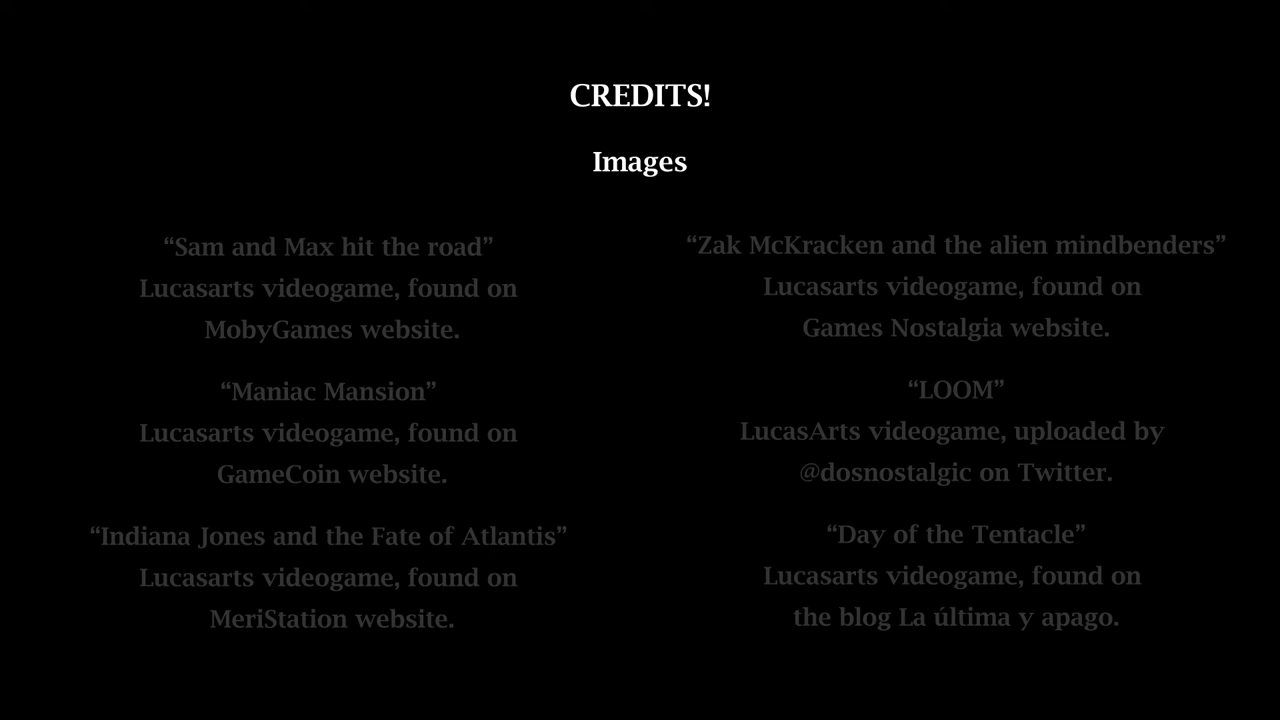 CREDITS!
Images
“Sam and Max hit the road”
Lucasarts videogame, found on
MobyGames website.
“Maniac Mansion”
Lucasarts videogame, found on
GameCoin website.
“Indiana Jones and the Fate of Atlantis”
Lucasarts videogame, found on
MeriStation website.
“Zak McKracken and the alien mindbenders”
Lucasarts videogame, found on
Games Nostalgia website.
“LOOM”
LucasArts videogame, uploaded by
@dosnostalgic on Twitter.
“Day of the Tentacle”
Lucasarts videogame, found on
the blog La última y apago.